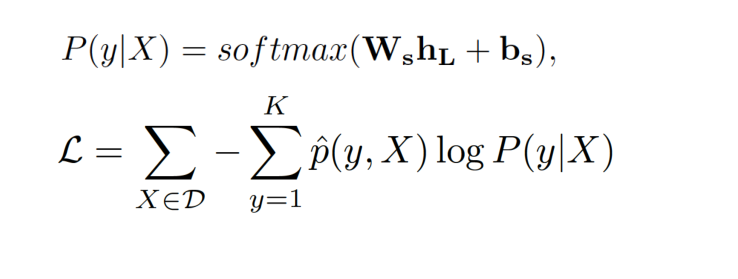 P(y|X) = softmax(W_s h_L + b_s),
ℒ = ∑_{X∈𝒟} − ∑_{y=1}^{K} p̂(y, X) log P(y|X)